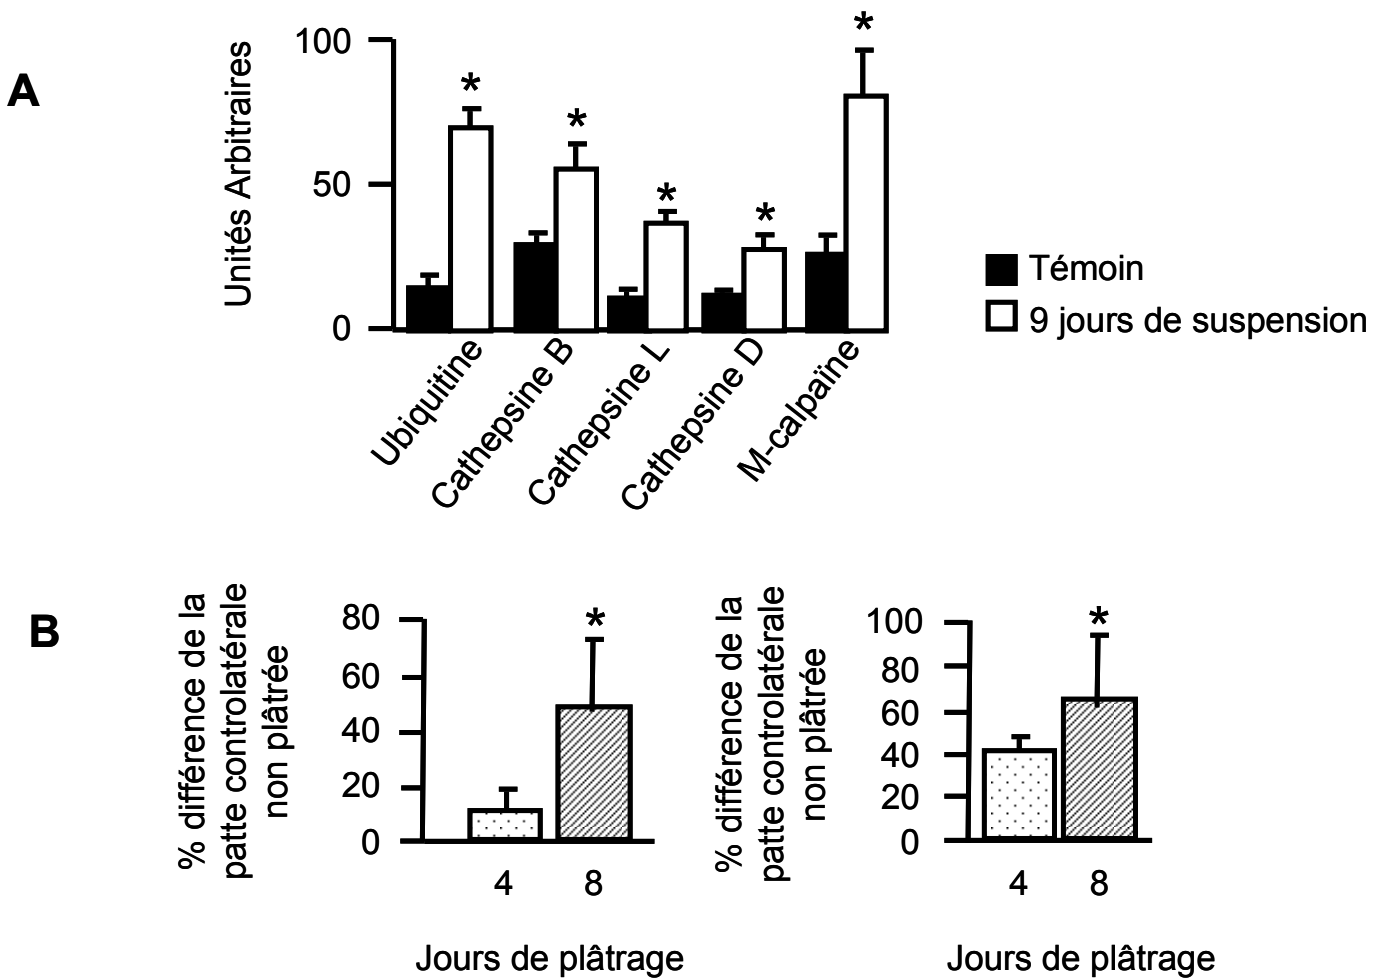 A
Unités Arbitraires
100
50
0
*
*
*
*
*
Ubiquitine
Cathepsine B
Cathepsine L
Cathepsine D
M-calpaïne
Témoin
9 jours de suspension
B
% différence de la
patte controlatérale
non plâtrée
80
60
40
20
0
*
4
8
Jours de plâtrage
% différence de la
patte controlatérale
non plâtrée
100
80
60
40
20
0
*
4
8
Jours de plâtrage